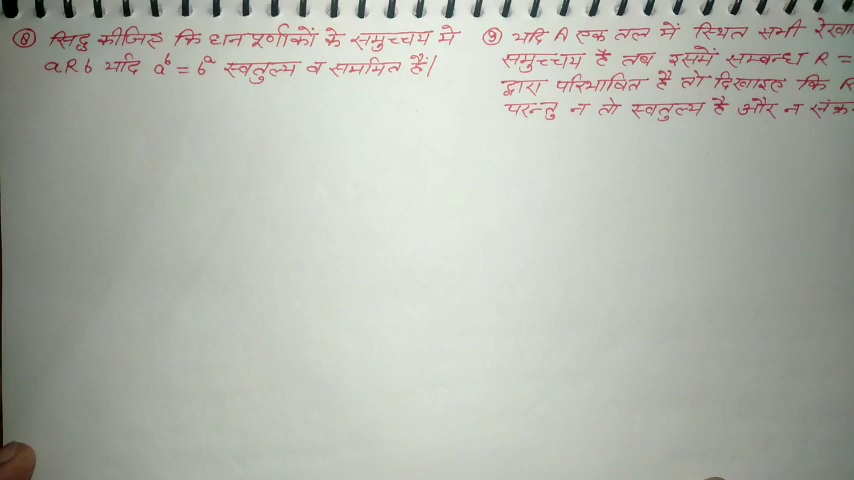 ⑧ सिद्ध कीजिए कि धनपूर्णांकों के समुच्चय मे
aRb यदि a^b = b^a स्वतुल्य व सममित हैं।
⑨ यदि A एक तल में स्थित सभी रेखा
समुच्चय है तब इसमें सम्बन्ध R =
द्वारा परिभाषित है तो दिखाइए कि R
परन्तु न तो स्वतुल्य है और न संक्र